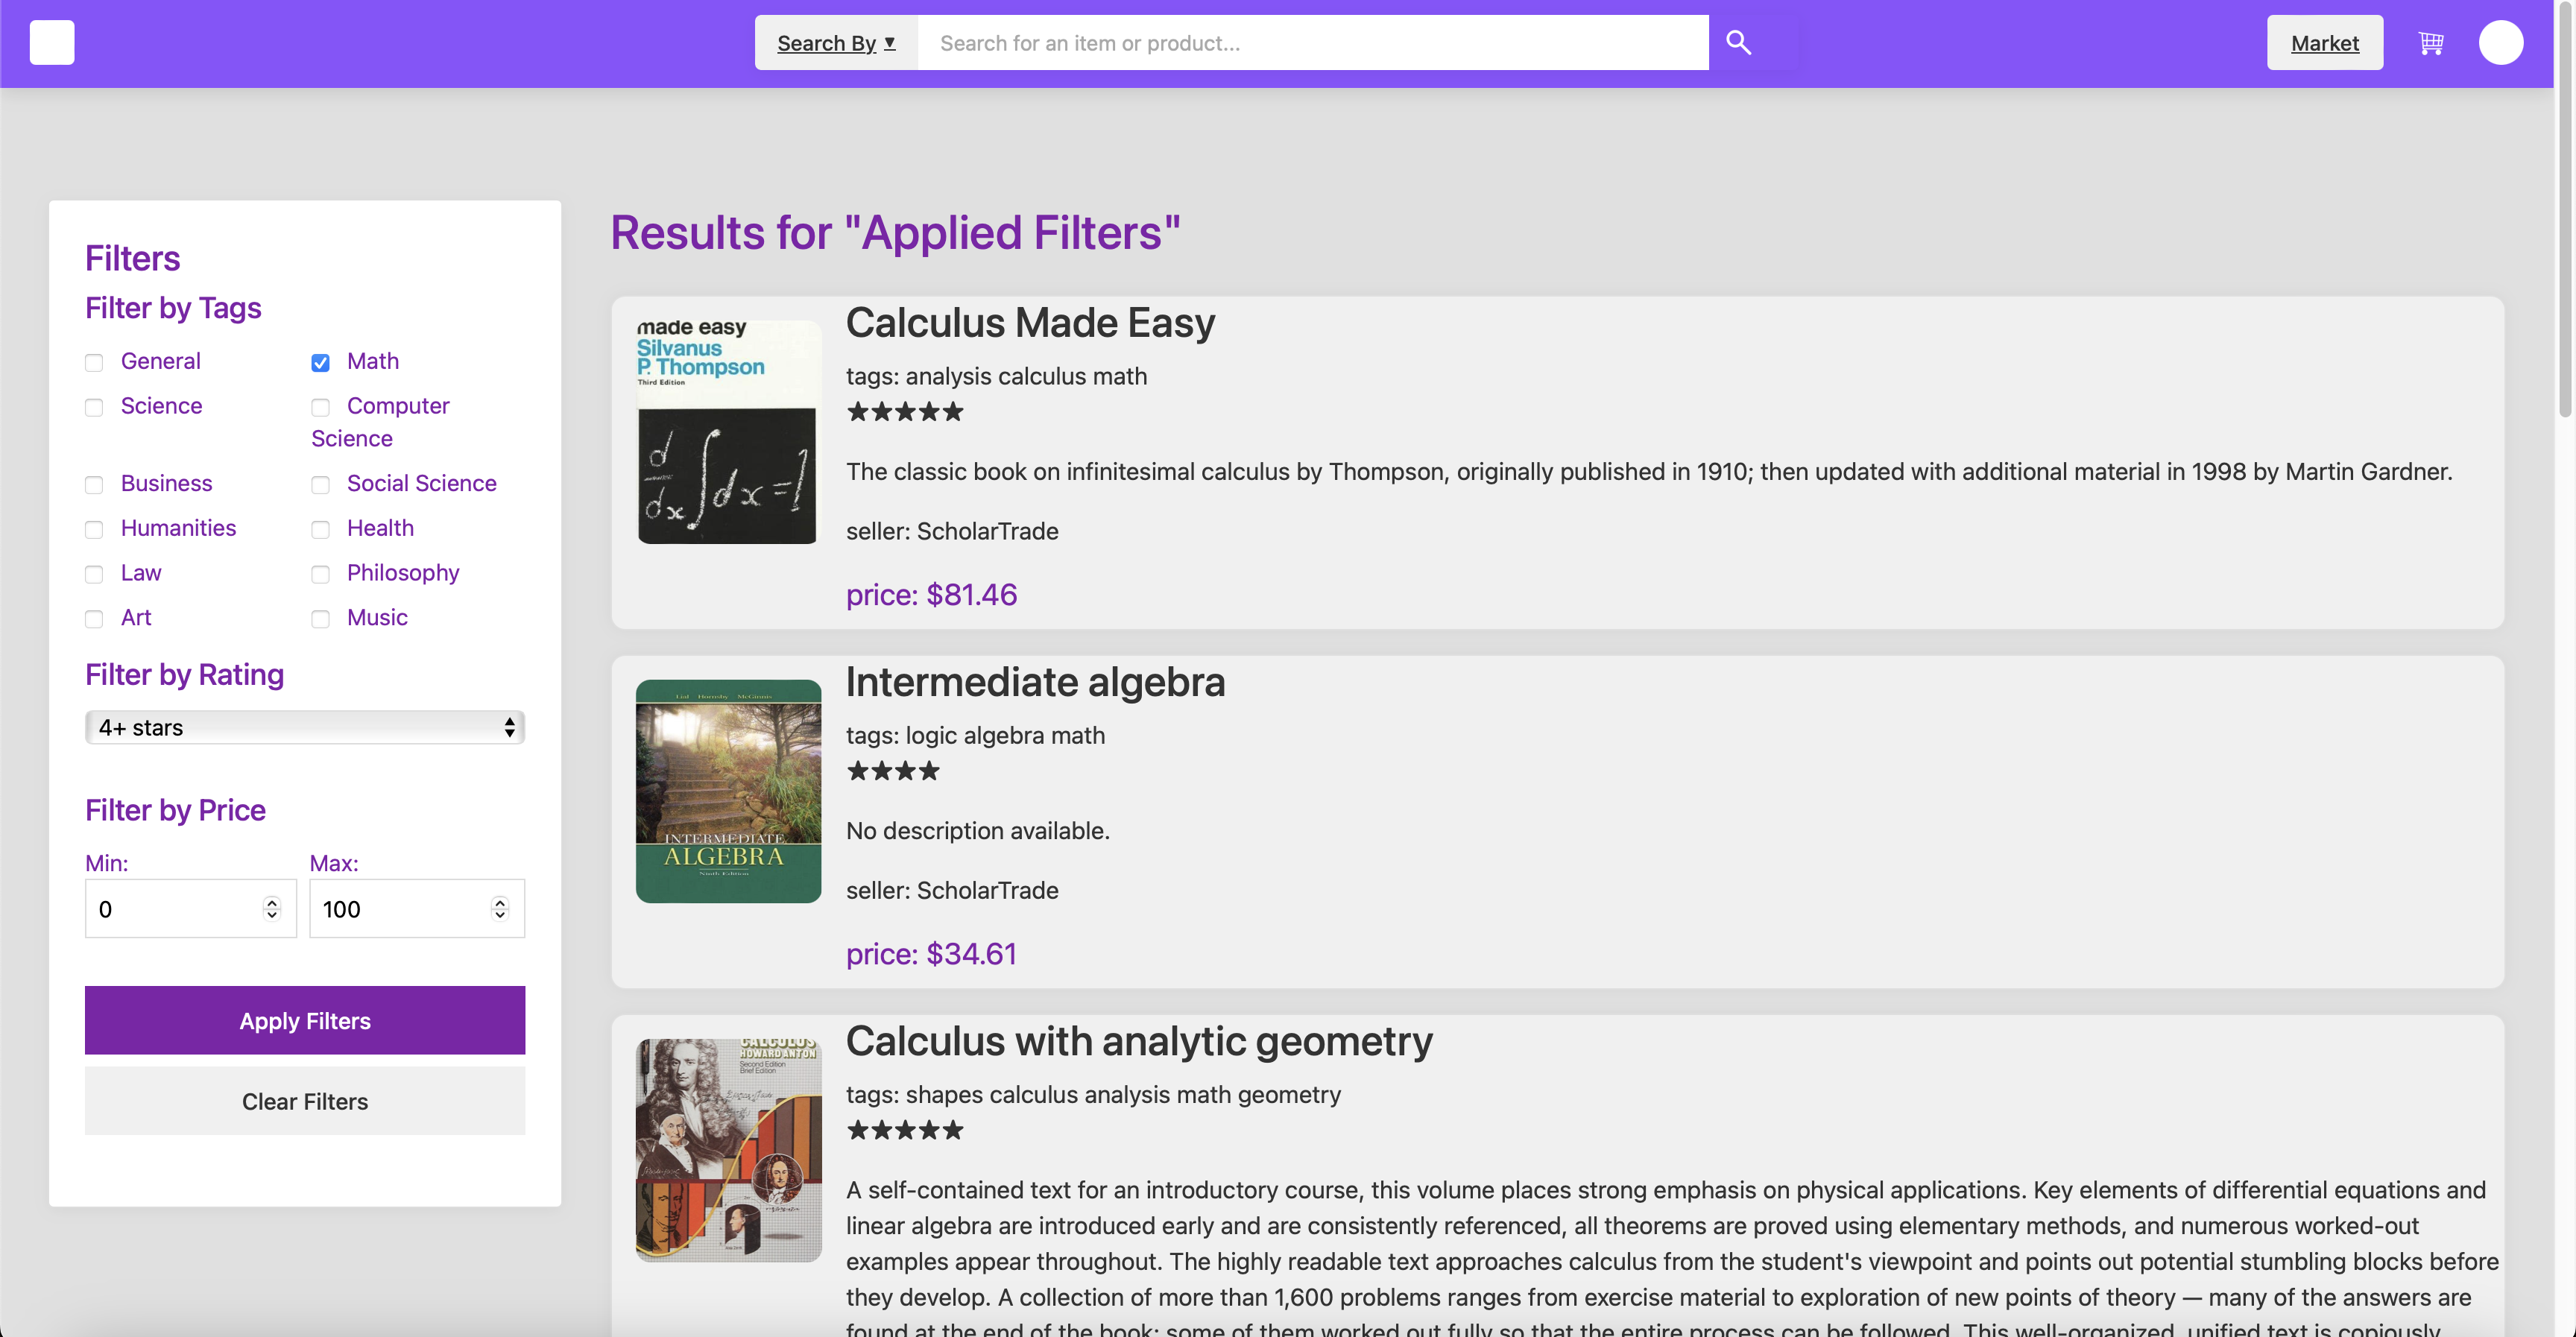 Search By ▼ Search for an item or product... Market
Filters
Filter by Tags
General Math
Science Computer Science
Business Social Science
Humanities Health
Law Philosophy
Art Music
Filter by Rating
4+ stars
Filter by Price
Min: Max:
0 100
Apply Filters
Clear Filters
Results for "Applied Filters"
made easy
Silvanus
P. Thompson
Third Edition
d/dx ∫dx=1
Calculus Made Easy
tags: analysis calculus math
★★★★★
The classic book on infinitesimal calculus by Thompson, originally published in 1910; then updated with additional material in 1998 by Martin Gardner.
seller: ScholarTrade
price: $81.46
Lial Hornsby McGinnis
INTERMEDIATE
ALGEBRA
Ninth Edition
Intermediate algebra
tags: logic algebra math
★★★★
No description available.
seller: ScholarTrade
price: $34.61
CALCULUS
HOWARD ANTON
Second Edition
Brief Edition
Calculus with analytic geometry
tags: shapes calculus analysis math geometry
★★★★★
A self-contained text for an introductory course, this volume places strong emphasis on physical applications. Key elements of differential equations and
linear algebra are introduced early and are consistently referenced, all theorems are proved using elementary methods, and numerous worked-out
examples appear throughout. The highly readable text approaches calculus from the student's viewpoint and points out potential stumbling blocks before
they develop. A collection of more than 1,600 problems ranges from exercise material to exploration of new points of theory — many of the answers are
found at the end of the book; some of them worked out fully so that the entire process can be followed. This well-organized, unified text is copiously